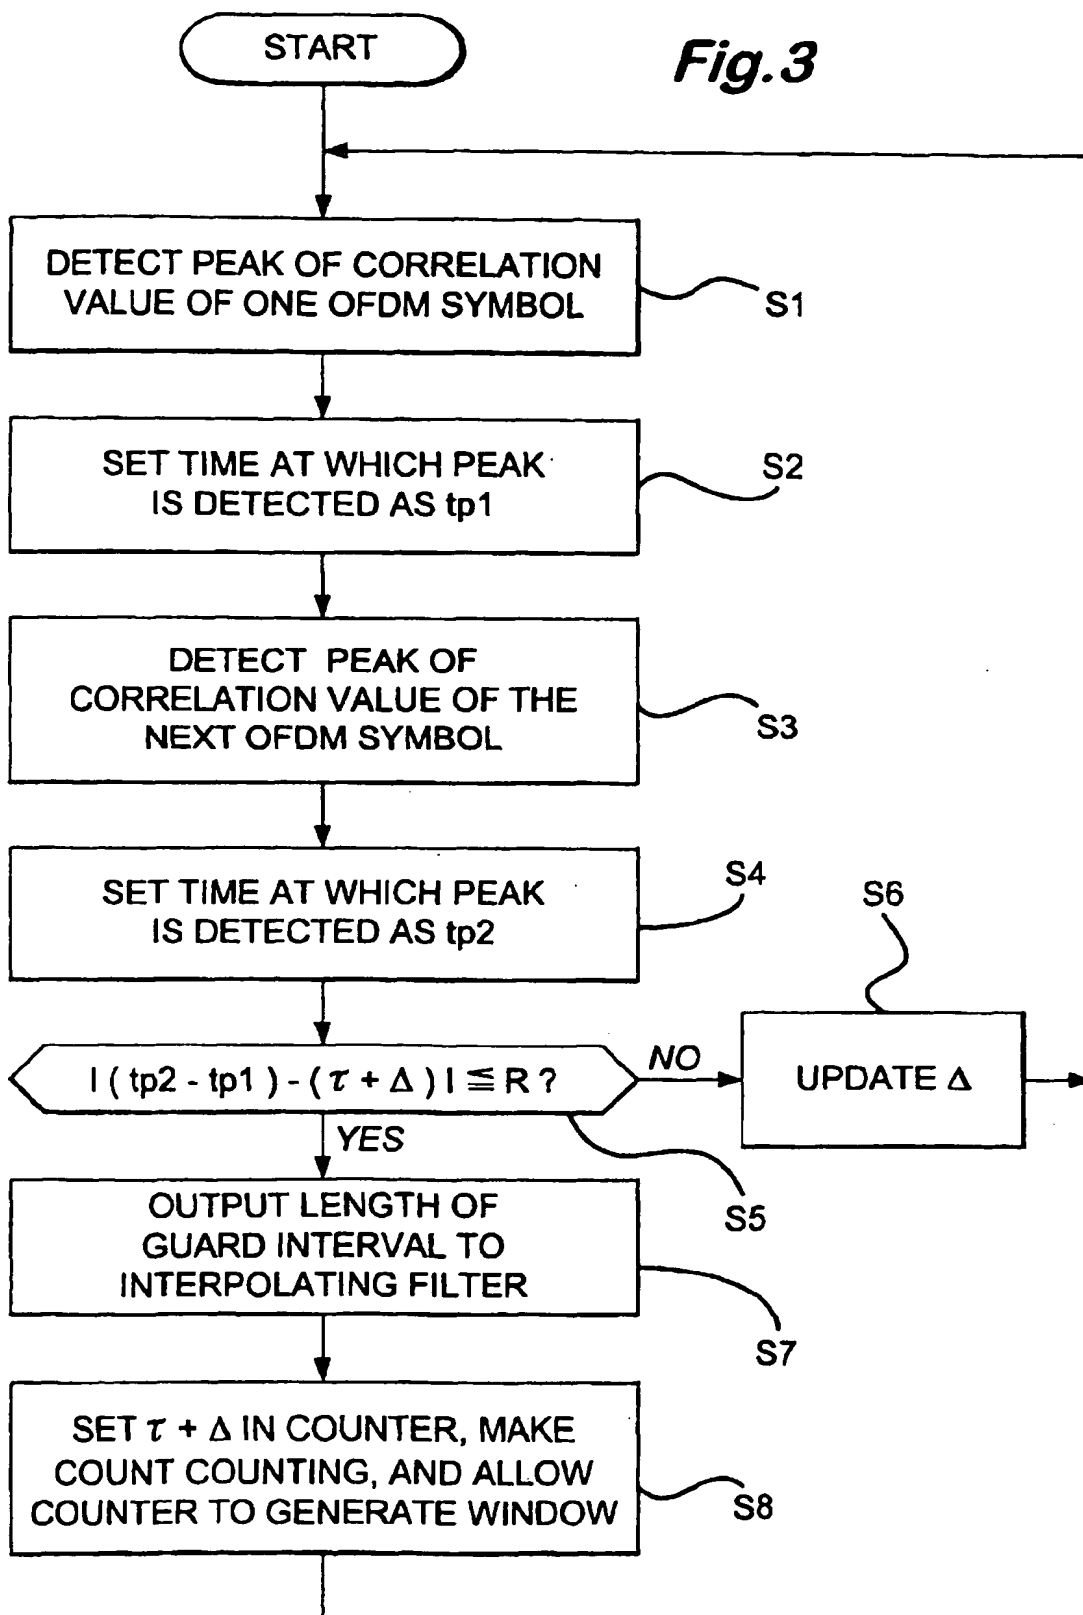 START
Fig.3
DETECT PEAK OF CORRELATION
VALUE OF ONE OFDM SYMBOL
S1
SET TIME AT WHICH PEAK
IS DETECTED AS tp1
S2
DETECT PEAK OF
CORRELATION VALUE OF THE
NEXT OFDM SYMBOL
S3
SET TIME AT WHICH PEAK
IS DETECTED AS tp2
S4
S6
| ( tp2 - tp1 ) - ( τ + Δ ) | ≦ R ?
NO
UPDATE Δ
YES
S5
OUTPUT LENGTH OF
GUARD INTERVAL TO
INTERPOLATING FILTER
S7
SET τ + Δ IN COUNTER, MAKE
COUNT COUNTING, AND ALLOW
COUNTER TO GENERATE WINDOW
S8